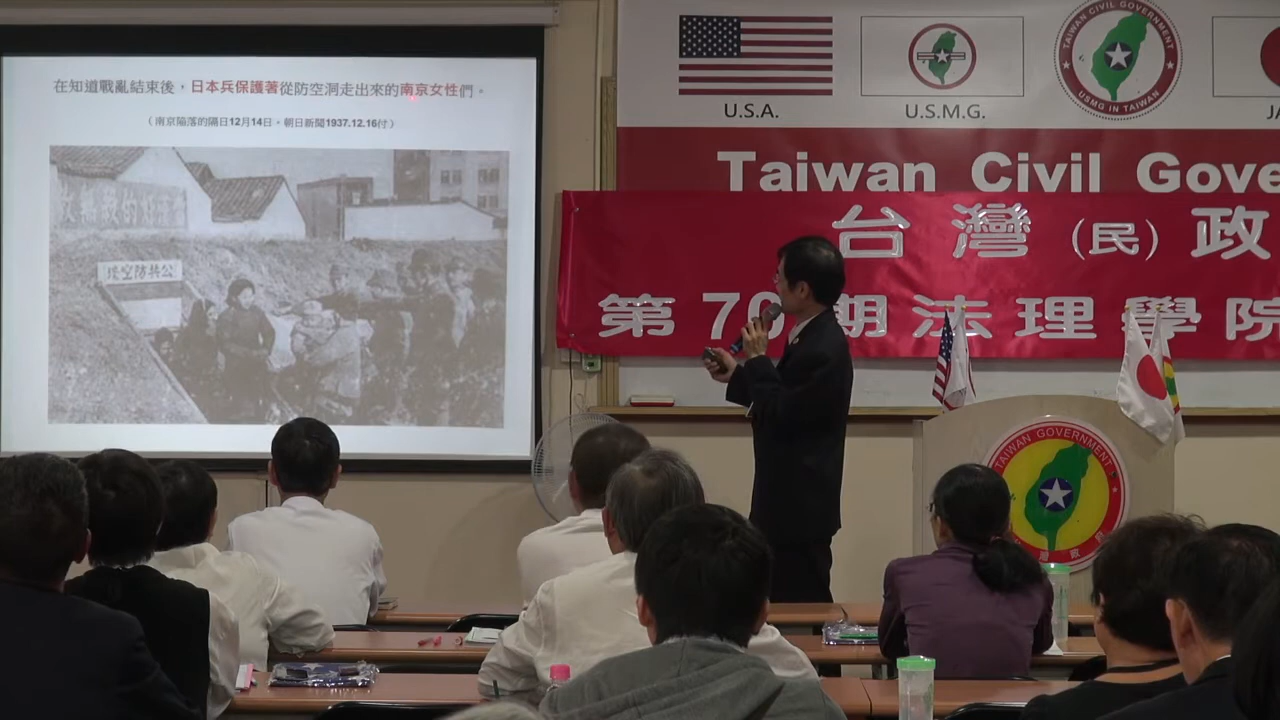 在知道戰亂結束後，日本兵保護著從防空洞走出來的南京女性們。
（南京陥落的隔日12月14日。朝日新聞1937.12.16付）
公共防空壕
U.S.A.
U.S.M.G.
TAIWAN CIVIL GOVERNMENT
USMG IN TAIWAN
JA
Taiwan Civil Gove
台灣（民）政
第70期法理學院
TAIWAN GOVERNMENT